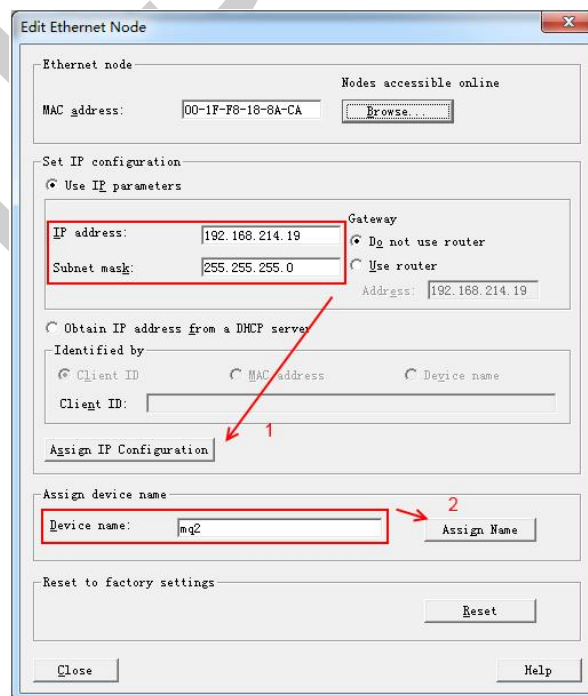 Edit Ethernet Node
Ethernet node
Nodes accessible online
MAC address: 00-1F-F8-18-8A-CA Browse...
Set IP configuration
Use IP parameters
Gateway
IP address: 192.168.214.19
Do not use router
Subnet mask: 255.255.255.0
Use router
Address: 192.168.214.19
Obtain IP address from a DHCP server
Identified by
Client ID MAC address Device name
Client ID:
1
Assign IP Configuration
Assign device name
2
Device name: mq2 Assign Name
Reset to factory settings
Reset
Close Help